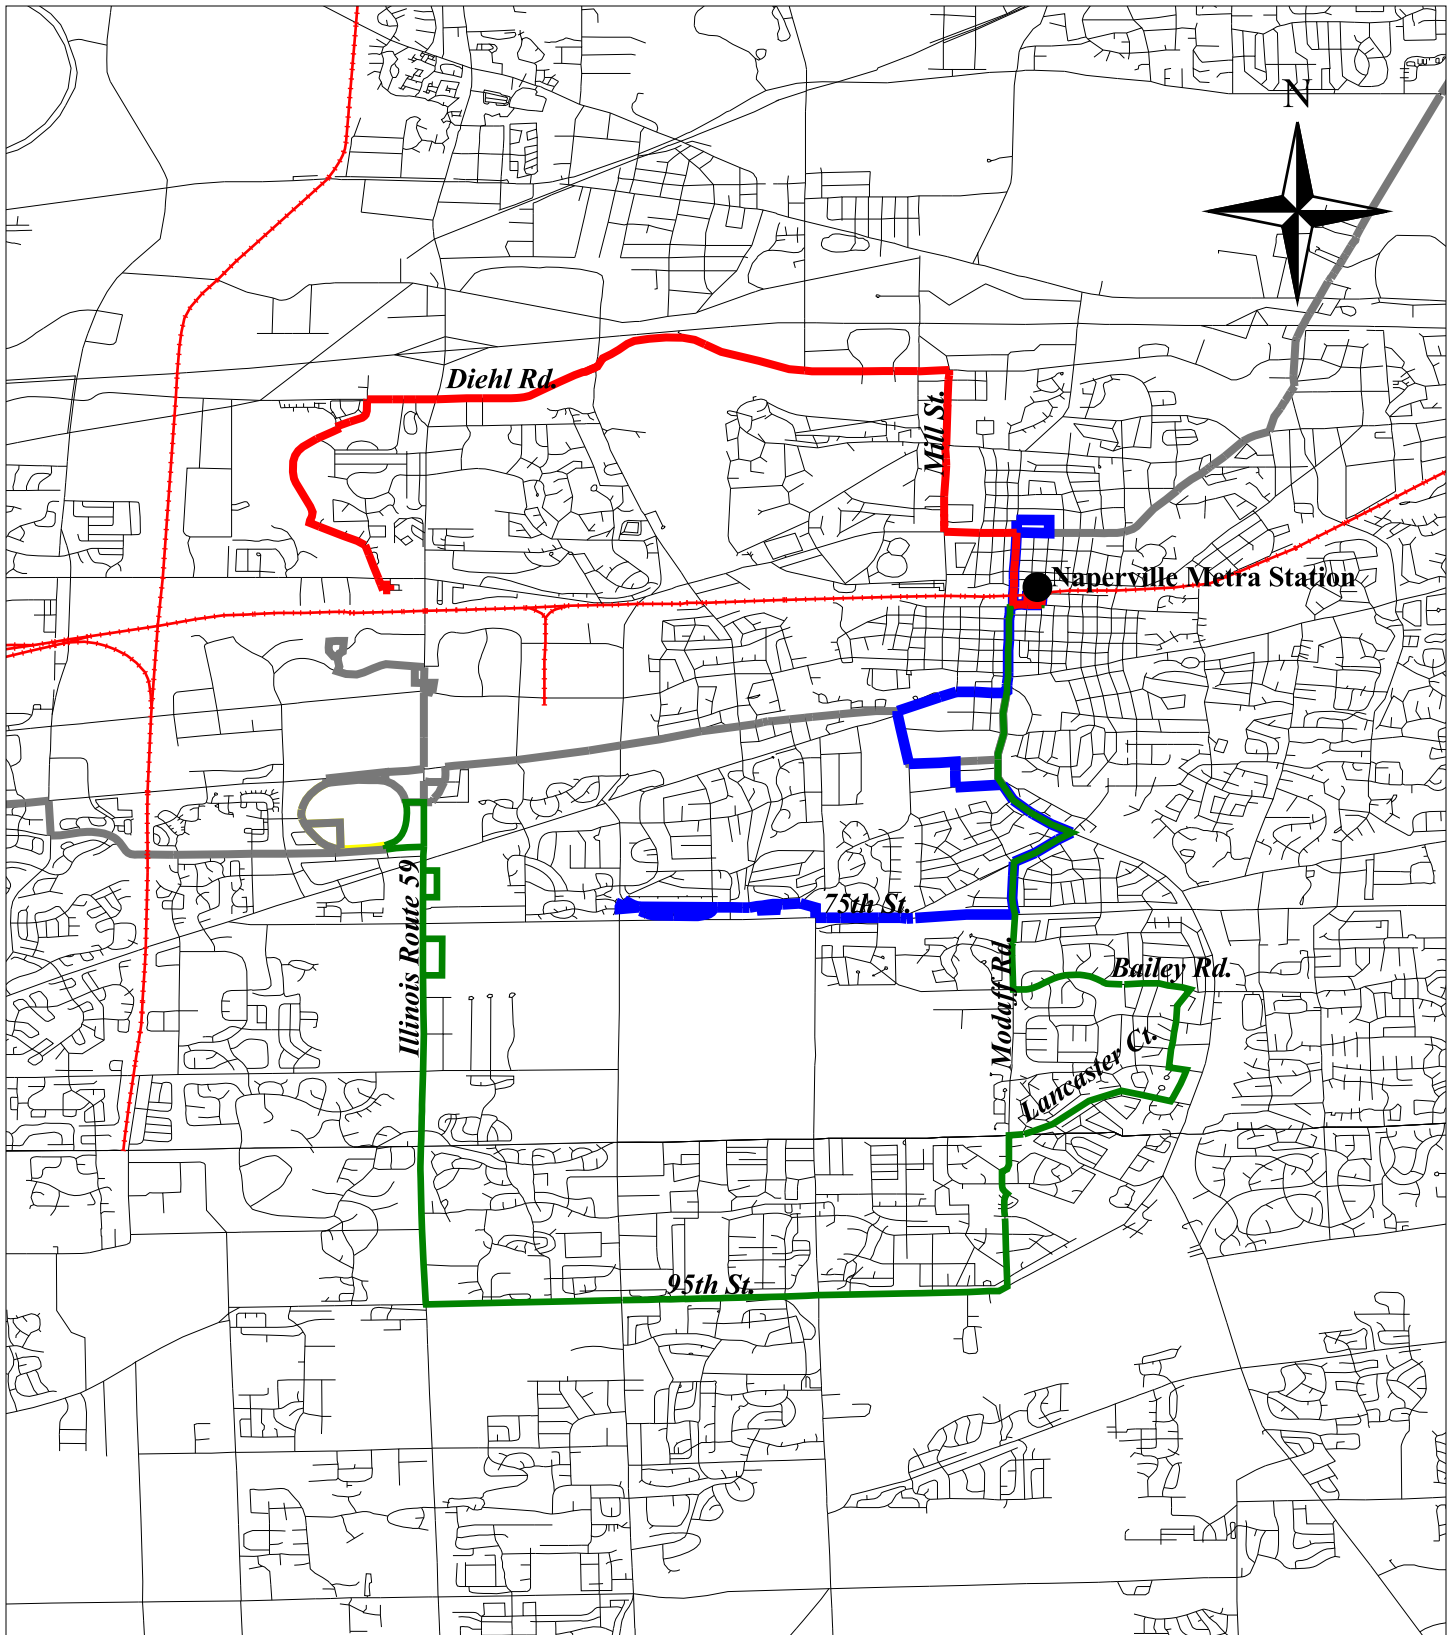 N
Diehl Rd.
Mill St.
Naperville Metra Station
Illinois Route 59
75th St.
Modaff Rd.
Bailey Rd.
Lancaster Ct.
95th St.